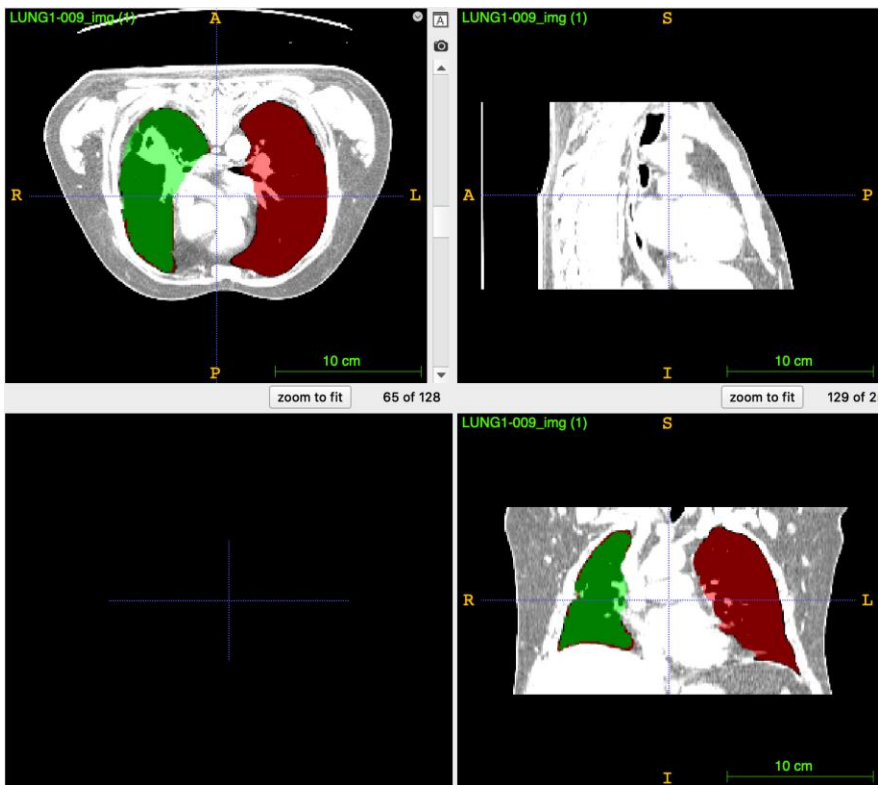 LUNG1-009_img (1)
A
A
R
L
10 cm
P
zoom to fit
65 of 128
LUNG1-009_img (1)
S
A
P
10 cm
I
zoom to fit
129 of 2
LUNG1-009_img (1)
S
R
L
10 cm
I